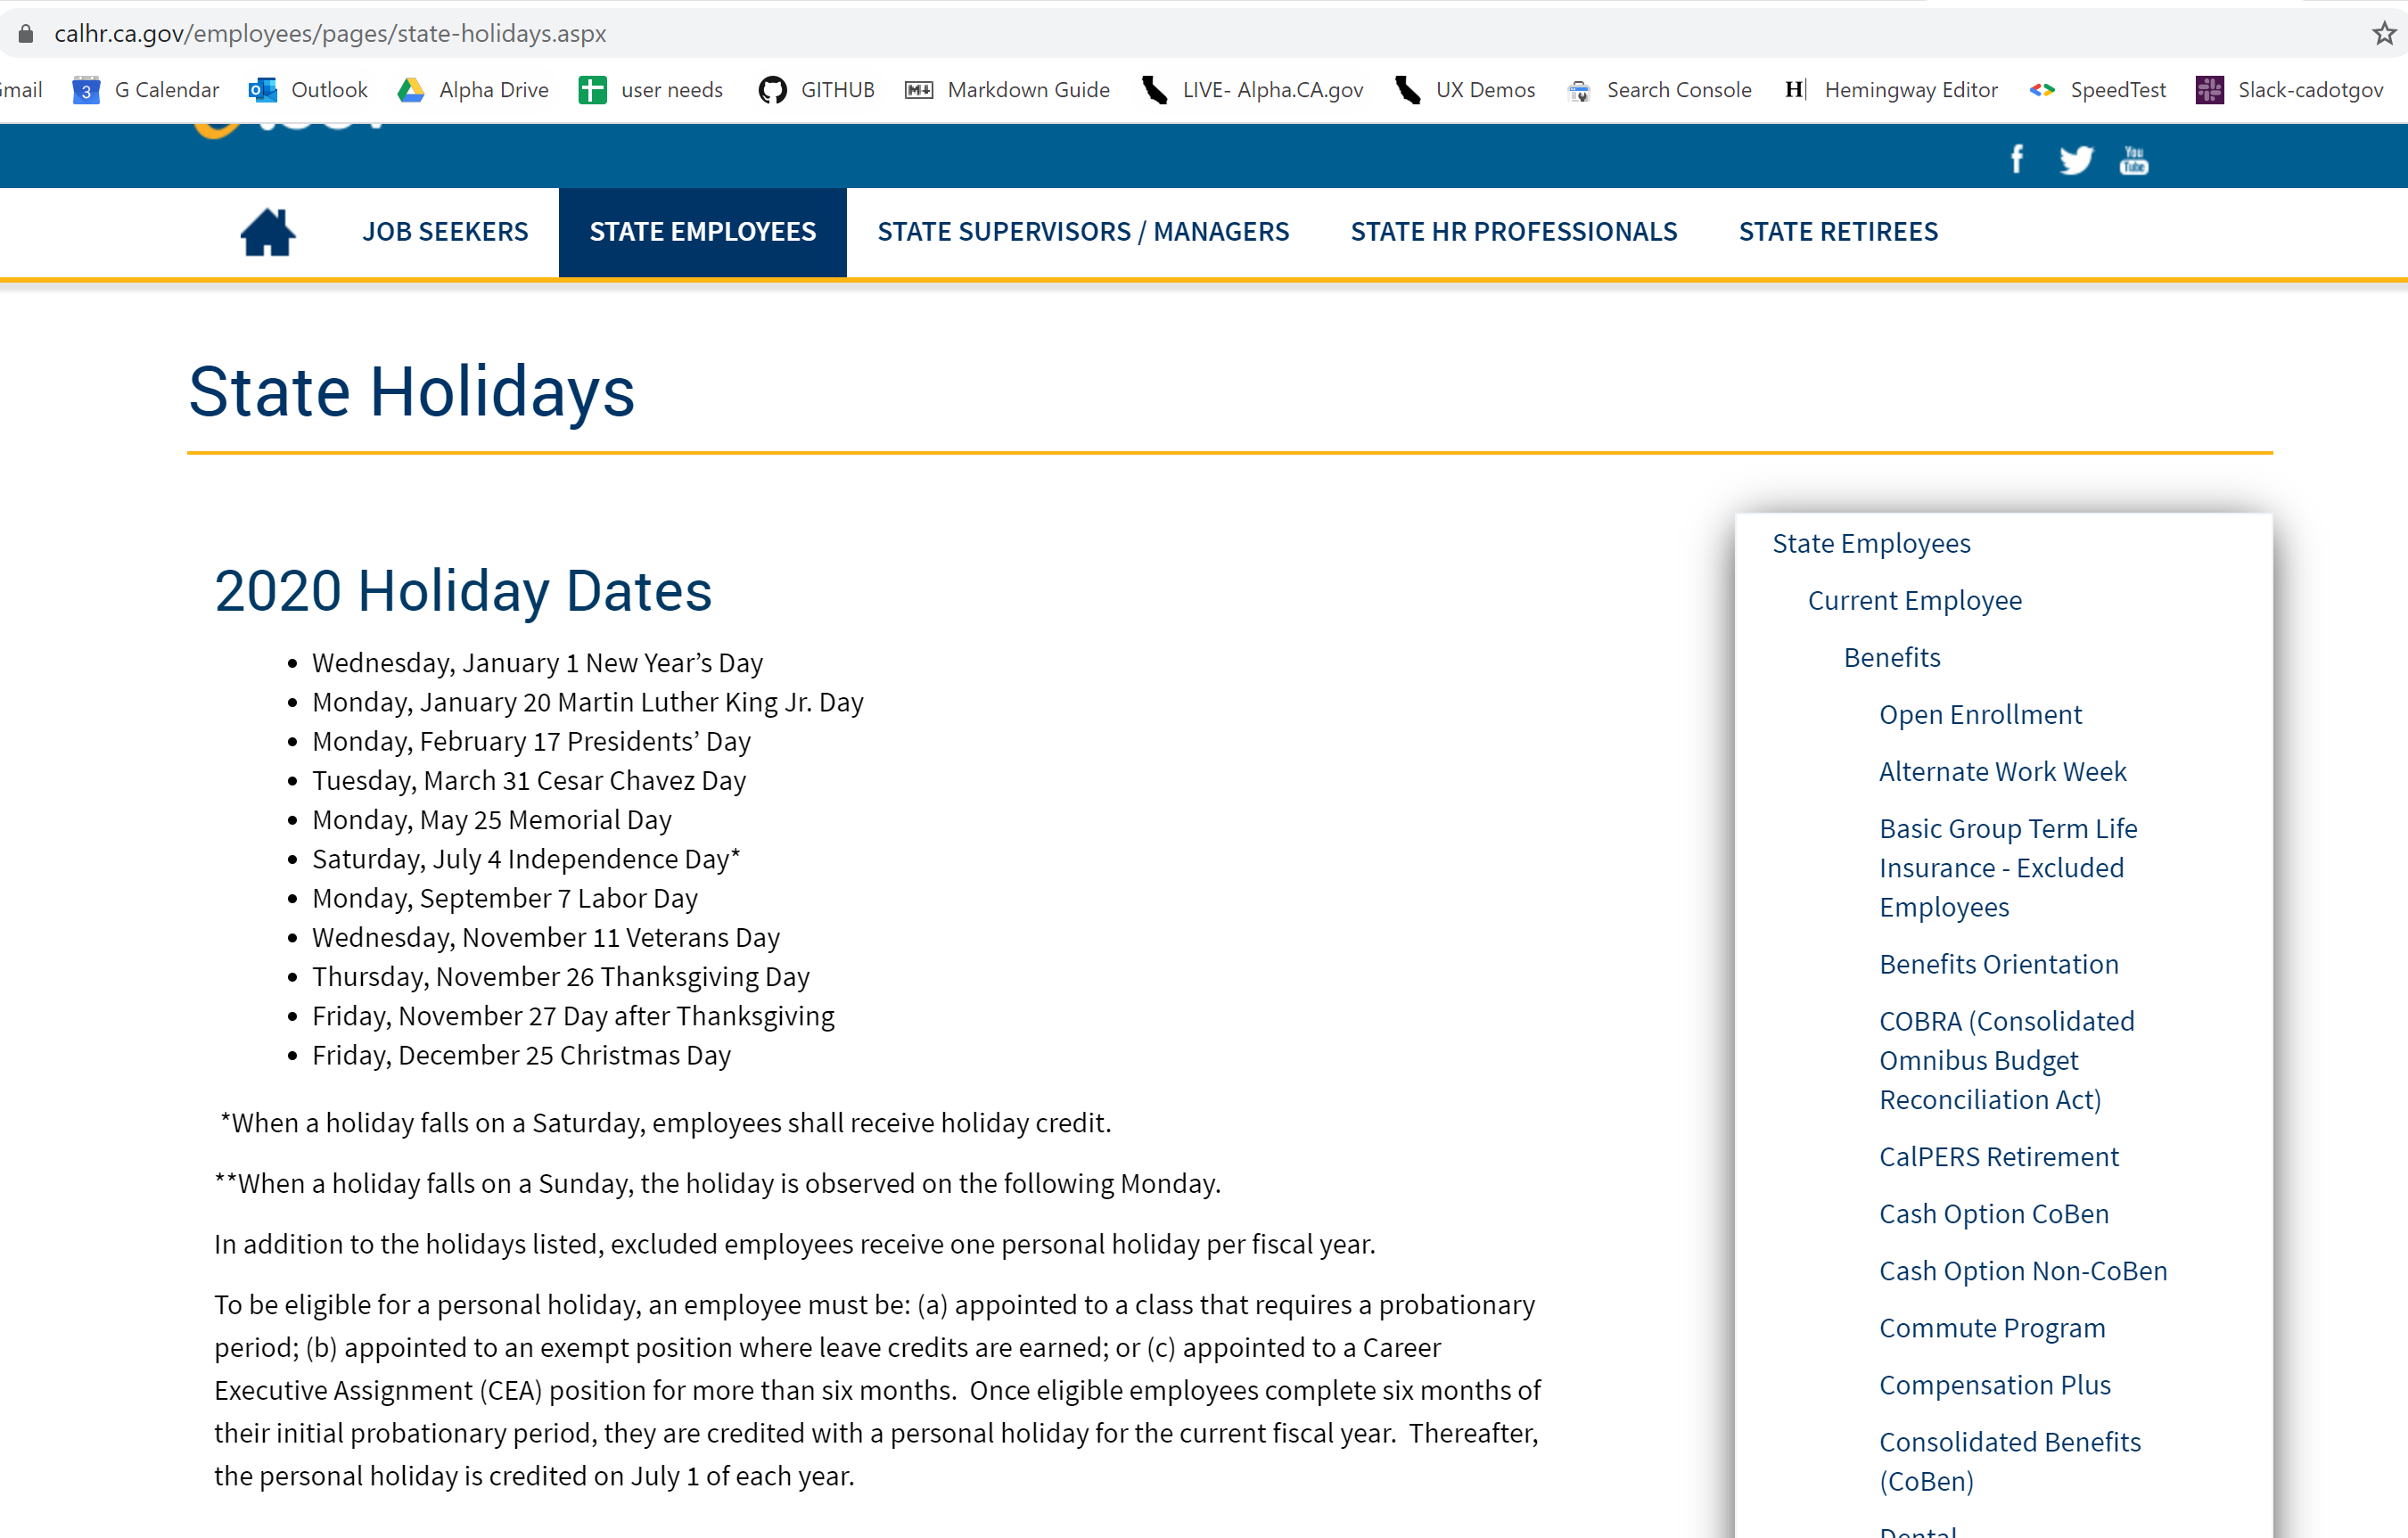 calhr.ca.gov/employees/pages/state-holidays.aspx
Gmail G Calendar Outlook Alpha Drive user needs GITHUB Markdown Guide LIVE- Alpha.CA.gov UX Demos Search Console Hemingway Editor SpeedTest Slack-cadotgov
JOB SEEKERS STATE EMPLOYEES STATE SUPERVISORS / MANAGERS STATE HR PROFESSIONALS STATE RETIREES
State Holidays
2020 Holiday Dates
• Wednesday, January 1 New Year’s Day
• Monday, January 20 Martin Luther King Jr. Day
• Monday, February 17 Presidents’ Day
• Tuesday, March 31 Cesar Chavez Day
• Monday, May 25 Memorial Day
• Saturday, July 4 Independence Day*
• Monday, September 7 Labor Day
• Wednesday, November 11 Veterans Day
• Thursday, November 26 Thanksgiving Day
• Friday, November 27 Day after Thanksgiving
• Friday, December 25 Christmas Day
*When a holiday falls on a Saturday, employees shall receive holiday credit.
**When a holiday falls on a Sunday, the holiday is observed on the following Monday.
In addition to the holidays listed, excluded employees receive one personal holiday per fiscal year.
To be eligible for a personal holiday, an employee must be: (a) appointed to a class that requires a probationary
period; (b) appointed to an exempt position where leave credits are earned; or (c) appointed to a Career
Executive Assignment (CEA) position for more than six months.  Once eligible employees complete six months of
their initial probationary period, they are credited with a personal holiday for the current fiscal year.  Thereafter,
the personal holiday is credited on July 1 of each year.
State Employees
Current Employee
Benefits
Open Enrollment
Alternate Work Week
Basic Group Term Life
Insurance - Excluded
Employees
Benefits Orientation
COBRA (Consolidated
Omnibus Budget
Reconciliation Act)
CalPERS Retirement
Cash Option CoBen
Cash Option Non-CoBen
Commute Program
Compensation Plus
Consolidated Benefits
(CoBen)
Dental